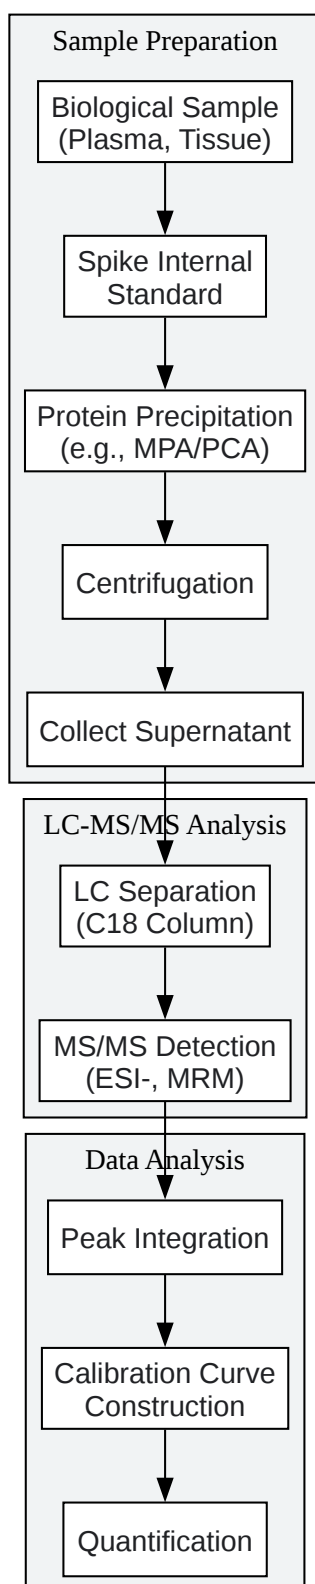 Sample Preparation
Biological Sample
(Plasma, Tissue)
Spike Internal
Standard
Protein Precipitation
(e.g., MPA/PCA)
Centrifugation
Collect Supernatant
LC-MS/MS Analysis
LC Separation
(C18 Column)
MS/MS Detection
(ESI-, MRM)
Data Analysis
Peak Integration
Calibration Curve
Construction
Quantification